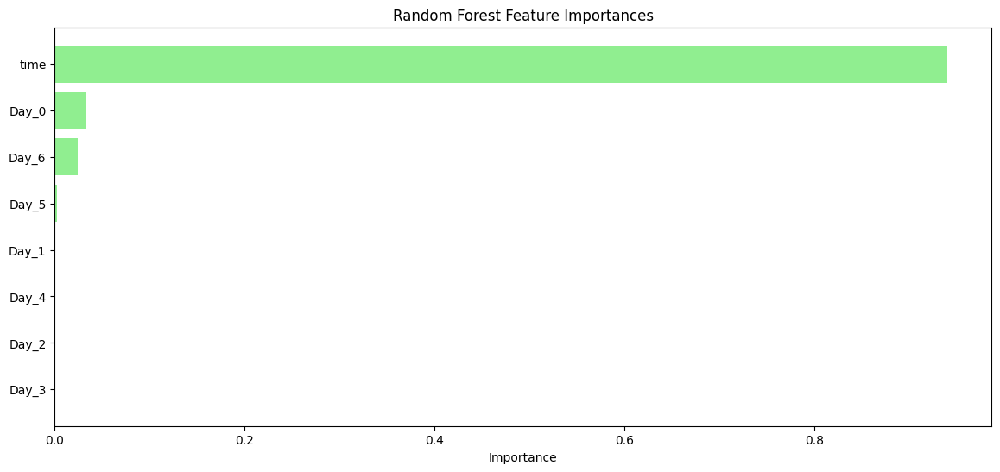 Random Forest Feature Importances
time
Day_0
Day_6
Day_5
Day_1
Day_4
Day_2
Day_3
0.0 0.2 0.4 0.6 0.8
Importance